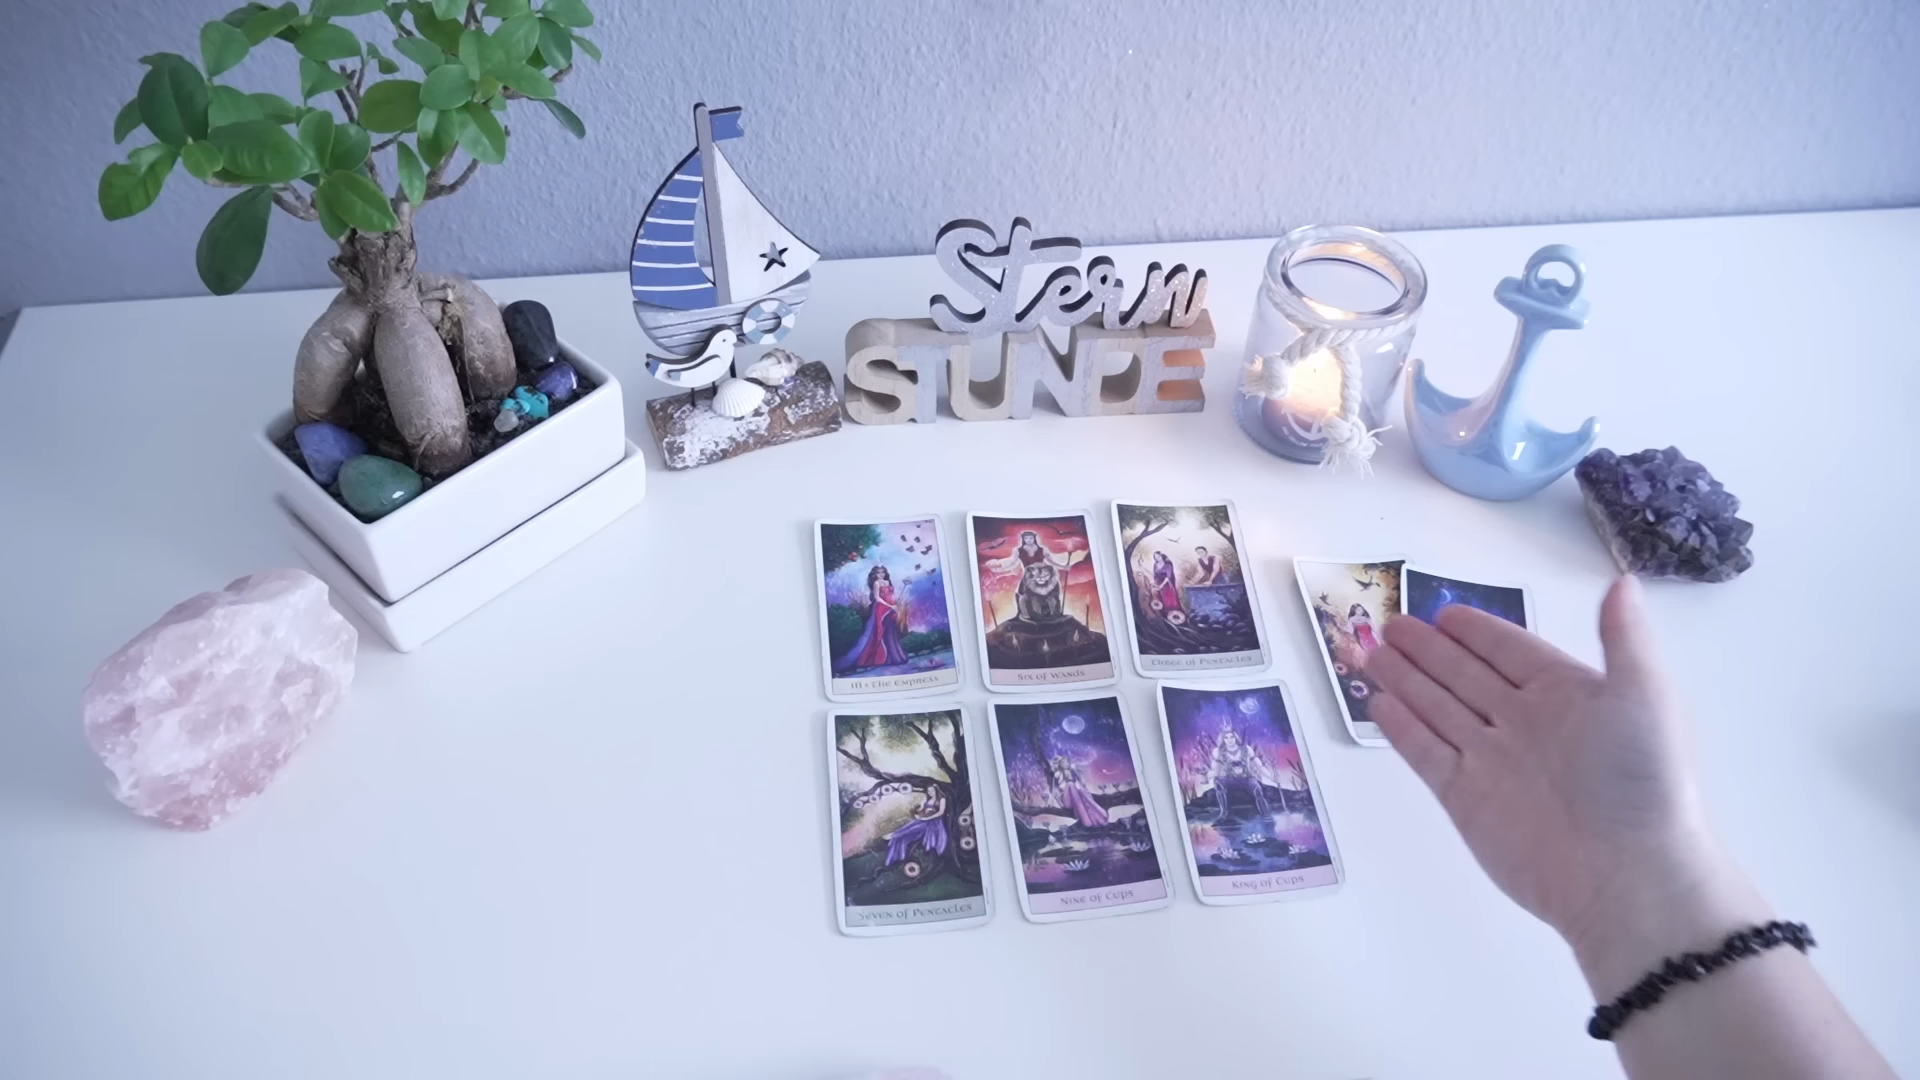 Stern
STUNDE
III • The Empress
Six of Wands
Three of Pentacles
Seven of Pentacles
Nine of Cups
King of Cups